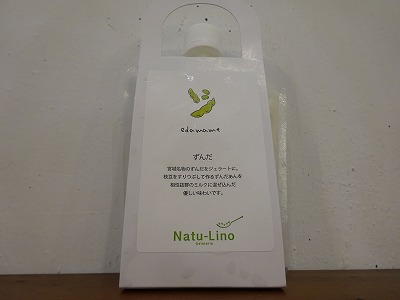 edamame
ずんだ
宮城名物のずんだをジェラートに。
枝豆をすりつぶして作るずんだあんを
相性抜群のミルクに混ぜ込んだ
優しい味わいです。
Natu-Lino